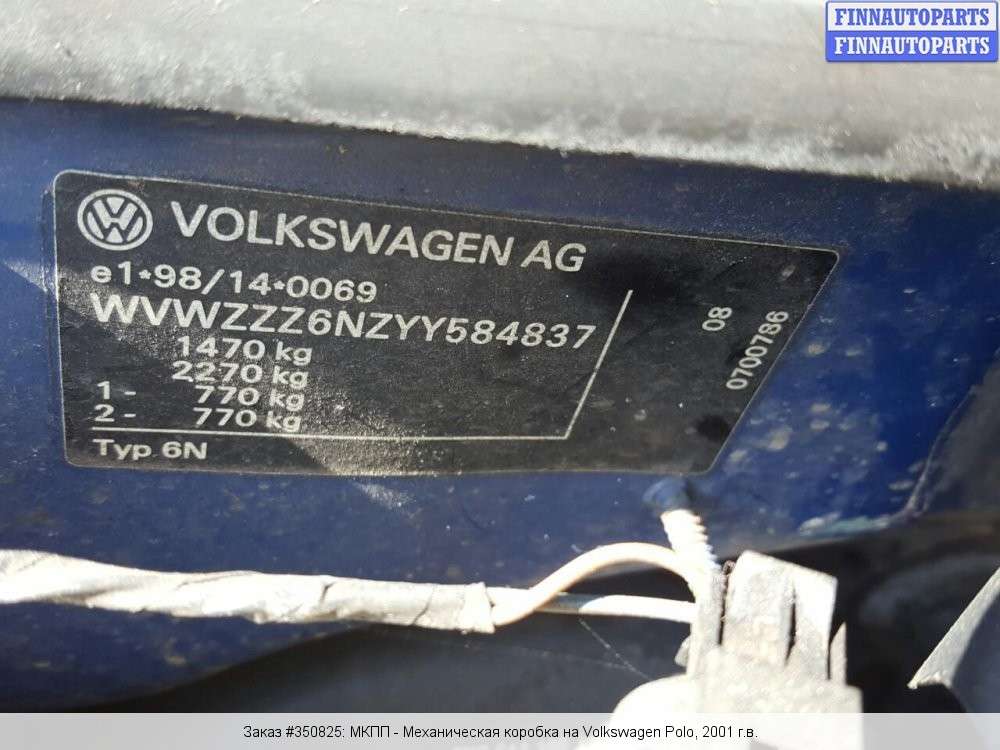 FINNAUTOPARTS
FINNAUTOPARTS
VOLKSWAGEN AG
e1*98/14*0069
WVWZZZ6NZYY584837
1470 kg
2270 kg
1 - 770 kg
2 - 770 kg
Typ 6N
08
0700786
Заказ #350825: МКПП - Механическая коробка на Volkswagen Polo, 2001 г.в.